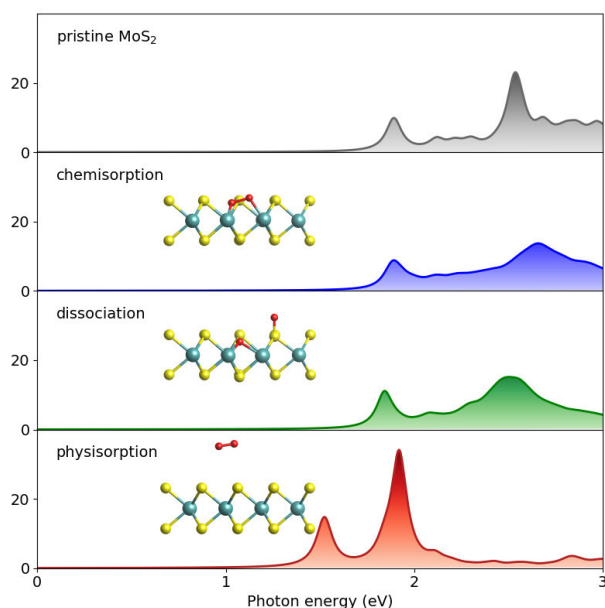 pristine MoS₂
20
0
chemisorption
20
0
dissociation
20
0
physisorption
20
0
0 1 2 3
Photon energy (eV)